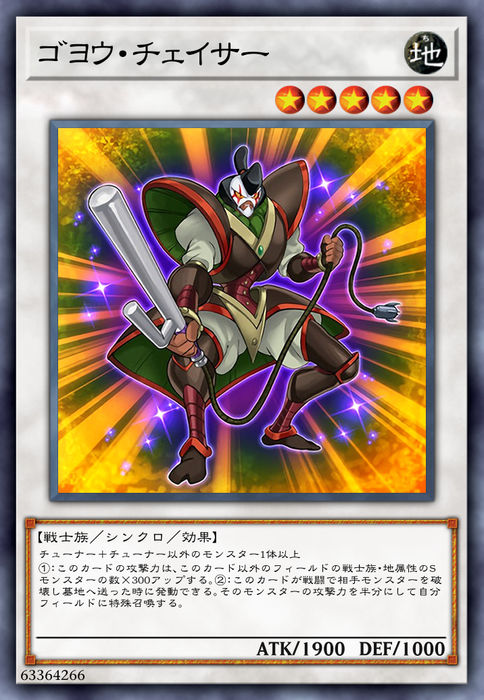 ゴヨウ・チェイサー
ち
地
【戦士族／シンクロ／効果】
チューナー＋チューナー以外のモンスター1体以上
①：このカードの攻撃力は、このカード以外のフィールドの戦士族・地属性のS
モンスターの数×300アップする。②：このカードが戦闘で相手モンスターを破
壊し墓地へ送った時に発動できる。そのモンスターの攻撃力を半分にして自分
フィールドに特殊召喚する。
ATK/1900 DEF/1000
63364266